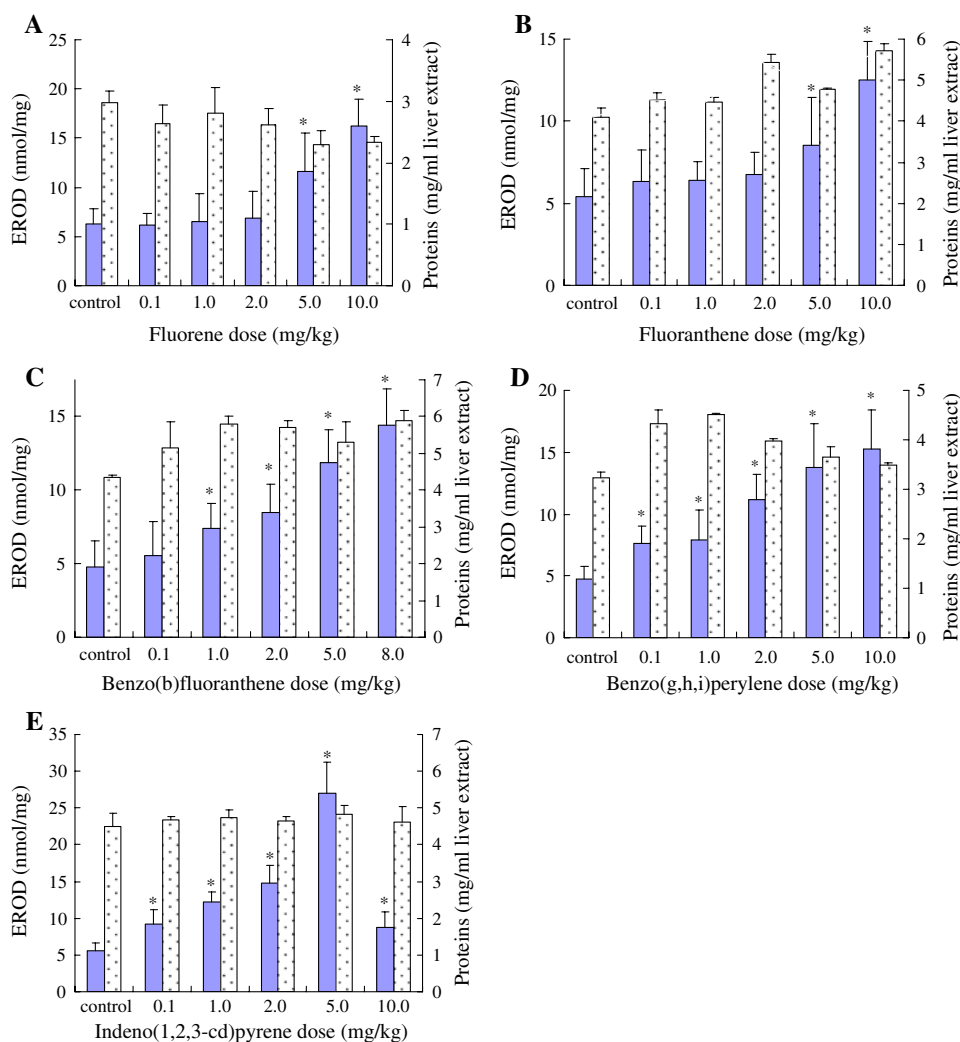 A
B
25
20
15
10
5
0
EROD (nmol/mg)
4
3
2
1
0
Proteins (mg/ml liver extract)
* *
control 0.1 1.0 2.0 5.0 10.0
Fluorene dose (mg/kg)
15
10
5
0
EROD (nmol/mg)
6
5
4
3
2
1
0
Proteins (mg/ml liver extract)
* *
control 0.1 1.0 2.0 5.0 10.0
Fluoranthene dose (mg/kg)
C
D
15
10
5
0
EROD (nmol/mg)
7
6
5
4
3
2
1
0
Proteins (mg/ml liver extract)
* * * *
control 0.1 1.0 2.0 5.0 8.0
Benzo(b)fluoranthene dose (mg/kg)
20
15
10
5
0
EROD (nmol/mg)
5
4
3
2
1
0
Proteins (mg/ml liver extract)
* * * * *
control 0.1 1.0 2.0 5.0 10.0
Benzo(g,h,i)perylene dose (mg/kg)
E
35
30
25
20
15
10
5
0
EROD (nmol/mg)
7
6
5
4
3
2
1
0
Proteins (mg/ml liver extract)
* * * * *
control 0.1 1.0 2.0 5.0 10.0
Indeno(1,2,3-cd)pyrene dose (mg/kg)